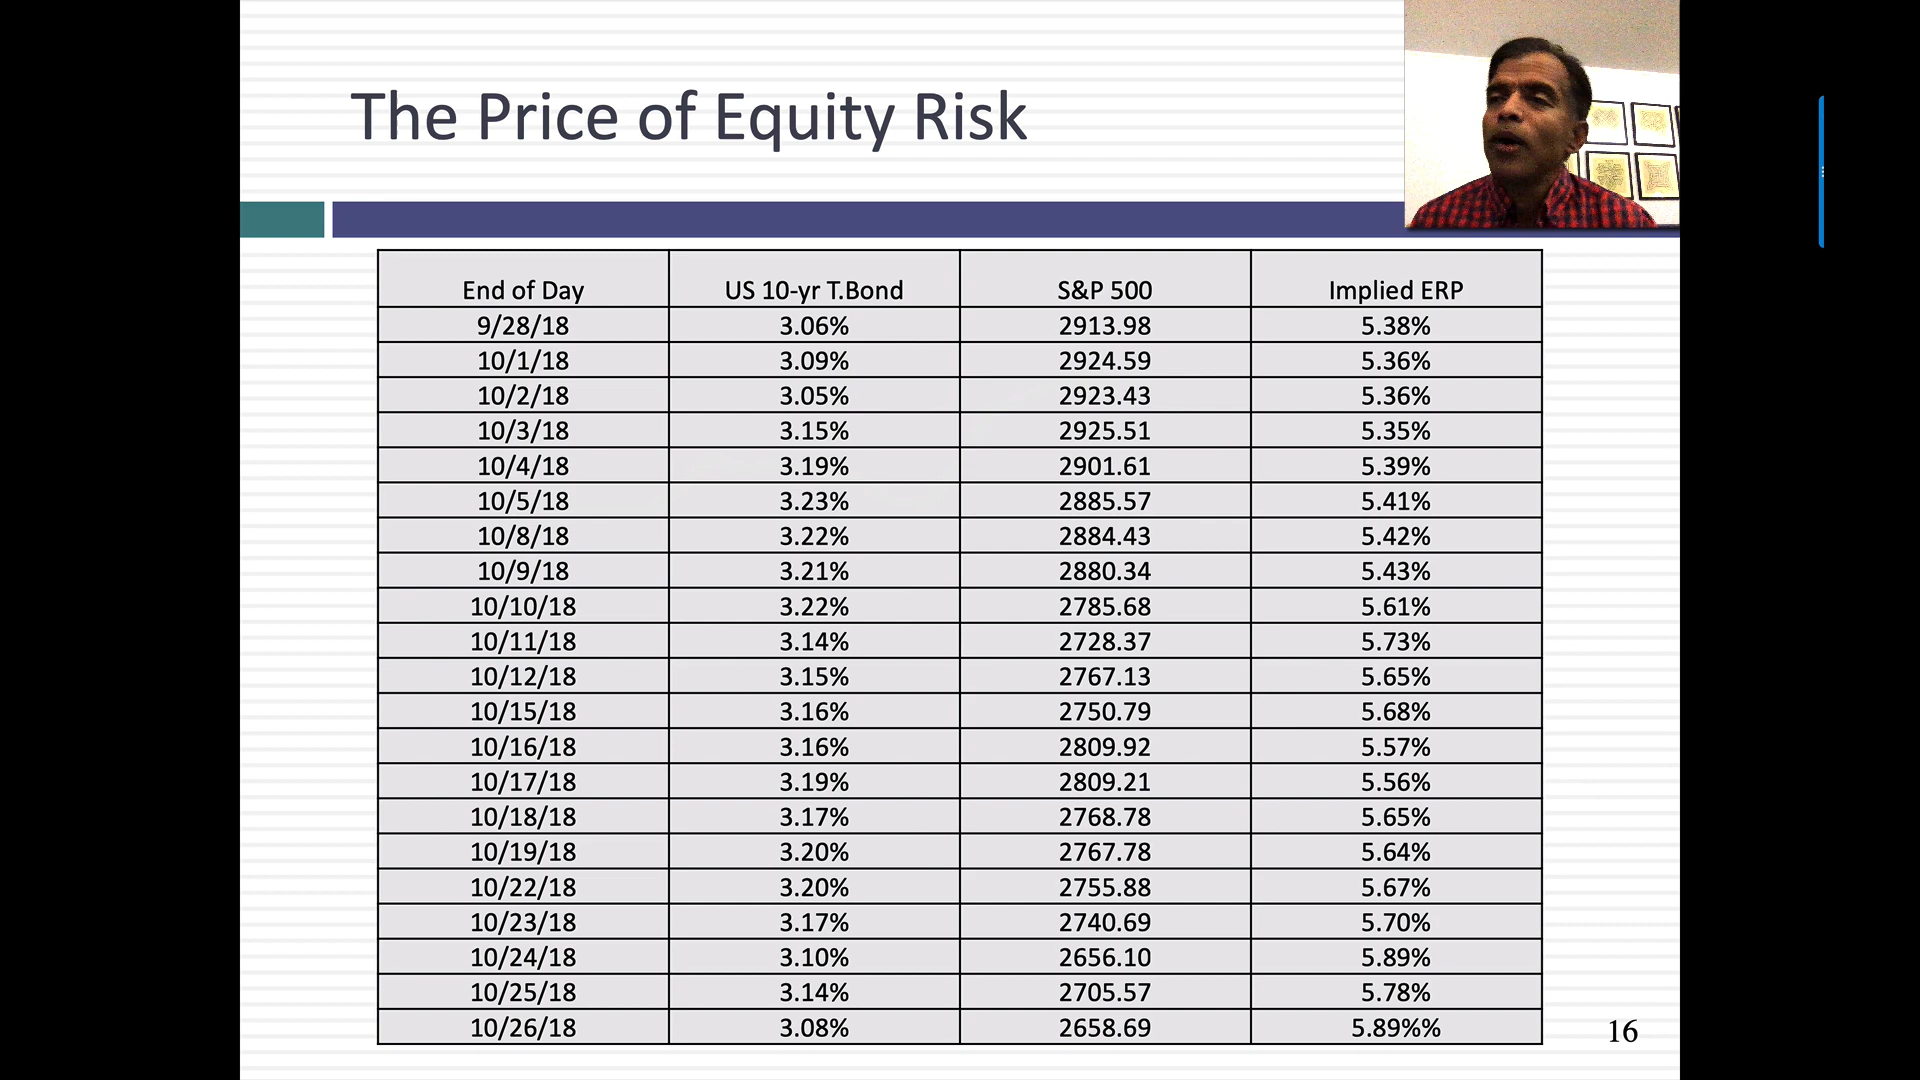 The Price of Equity Risk
End of Day US 10-yr T.Bond S&P 500 Implied ERP
9/28/18 3.06% 2913.98 5.38%
10/1/18 3.09% 2924.59 5.36%
10/2/18 3.05% 2923.43 5.36%
10/3/18 3.15% 2925.51 5.35%
10/4/18 3.19% 2901.61 5.39%
10/5/18 3.23% 2885.57 5.41%
10/8/18 3.22% 2884.43 5.42%
10/9/18 3.21% 2880.34 5.43%
10/10/18 3.22% 2785.68 5.61%
10/11/18 3.14% 2728.37 5.73%
10/12/18 3.15% 2767.13 5.65%
10/15/18 3.16% 2750.79 5.68%
10/16/18 3.16% 2809.92 5.57%
10/17/18 3.19% 2809.21 5.56%
10/18/18 3.17% 2768.78 5.65%
10/19/18 3.20% 2767.78 5.64%
10/22/18 3.20% 2755.88 5.67%
10/23/18 3.17% 2740.69 5.70%
10/24/18 3.10% 2656.10 5.89%
10/25/18 3.14% 2705.57 5.78%
10/26/18 3.08% 2658.69 5.89%%
16